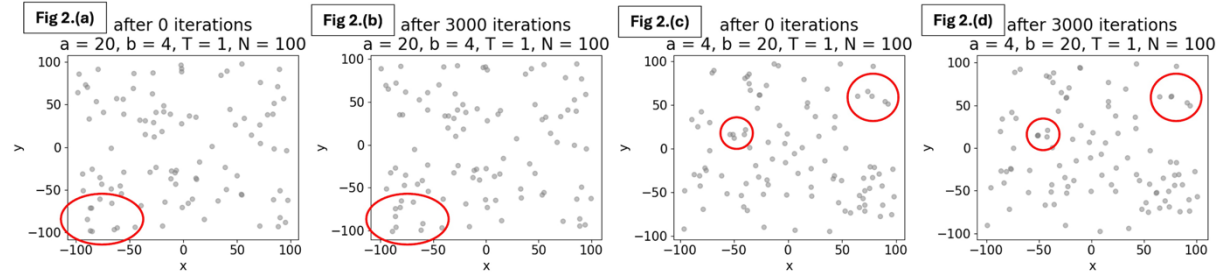 Fig 2.(a)
after 0 iterations
a = 20, b = 4, T = 1, N = 100
100
50
0
−50
−100
y
−100
−50
0
50
100
x
Fig 2.(b)
after 3000 iterations
a = 20, b = 4, T = 1, N = 100
100
50
0
−50
−100
y
−100
−50
0
50
100
x
Fig 2.(c)
after 0 iterations
a = 4, b = 20, T = 1, N = 100
100
50
0
−50
−100
y
−100
−50
0
50
100
x
Fig 2.(d)
after 3000 iterations
a = 4, b = 20, T = 1, N = 100
100
50
0
−50
−100
y
−100
−50
0
50
100
x